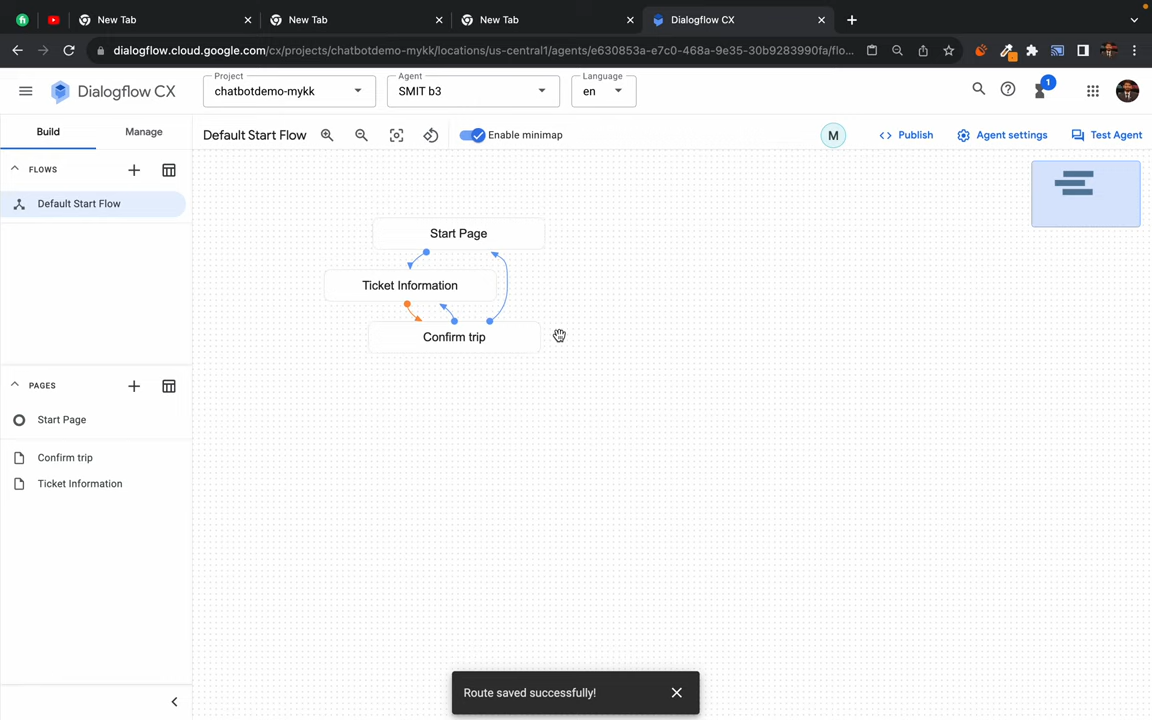 New Tab
New Tab
New Tab
Dialogflow CX
dialogflow.cloud.google.com/cx/projects/chatbotdemo-mykk/locations/us-central1/agents/e630853a-e7c0-468a-9e35-30b9283990fa/flo...
Dialogflow CX
Project
chatbotdemo-mykk
Agent
SMIT b3
Language
en
1
Build
Manage
Default Start Flow
Enable minimap
M
Publish
Agent settings
Test Agent
FLOWS
Default Start Flow
Start Page
Ticket Information
Confirm trip
PAGES
Start Page
Confirm trip
Ticket Information
Route saved successfully!